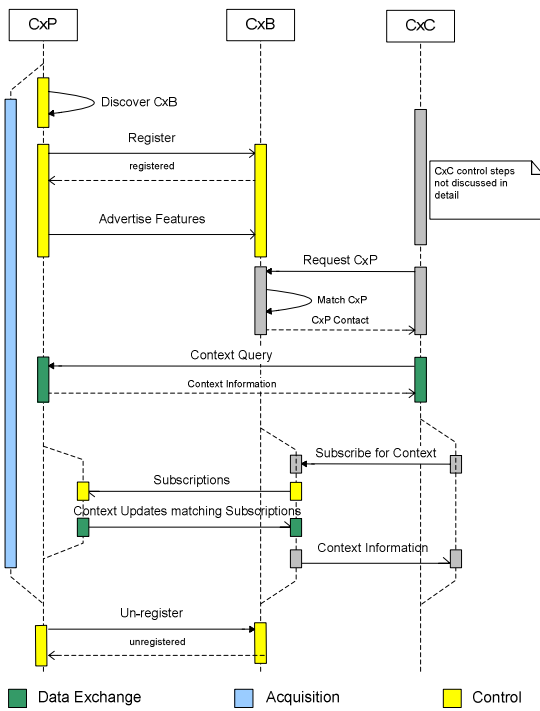 CxP
CxB
CxC
Discover CxB
Register
registered
CxC control steps
not discussed in
detail
Advertise Features
Request CxP
Match CxP
CxP Contact
Context Query
Context Information
Subscribe for Context
Subscriptions
Context Updates matching Subscriptions
Context Information
Un-register
unregistered
Data Exchange
Acquisition
Control